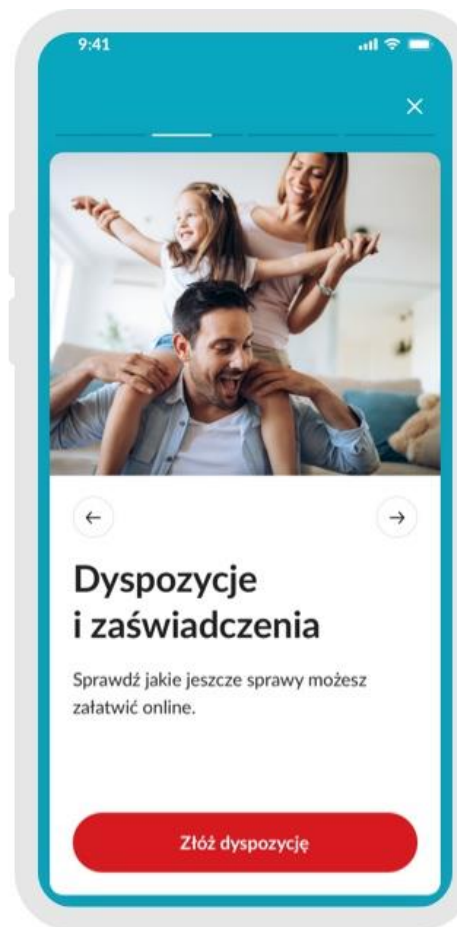 9:41
Dyspozycje
i zaświadczenia
Sprawdź jakie jeszcze sprawy możesz
załatwić online.
Złóż dyspozycję